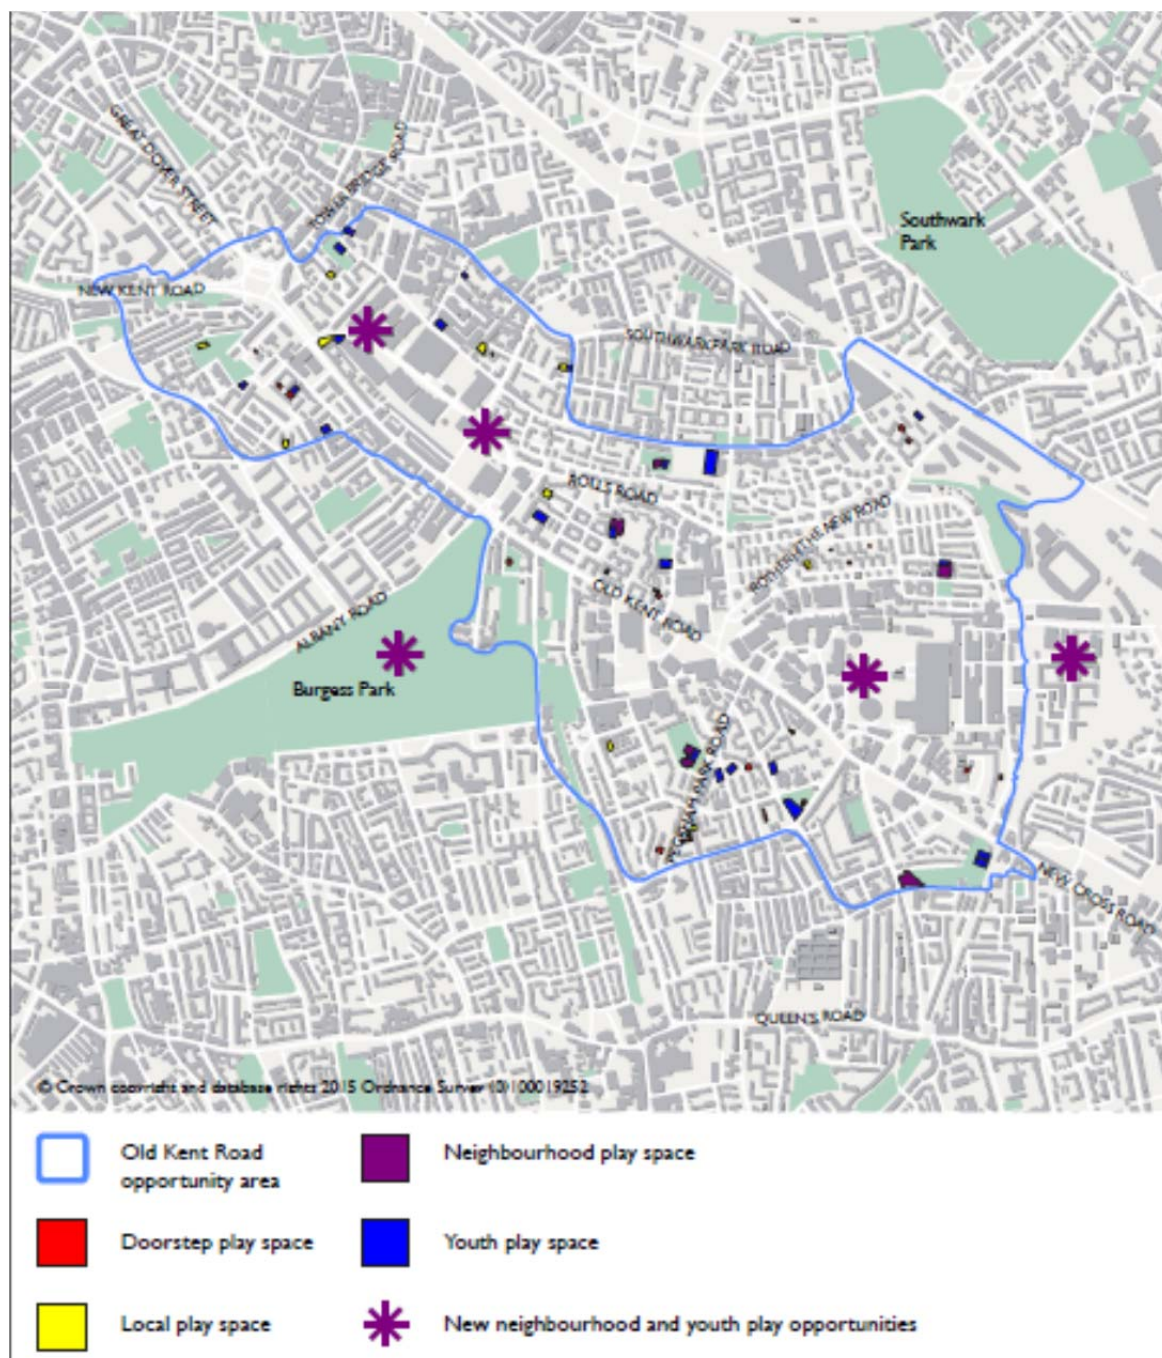 GREAT DOVER STREET
TOWER BRIDGE ROAD
Southwark
Park
NEW KENT ROAD
SOUTHWARK PARK ROAD
ROLLS ROAD
ROTHERHITHE NEW ROAD
OLD KENT ROAD
ALBANY ROAD
Burgess Park
PECKHAM PARK ROAD
NEW CROSS ROAD
QUEEN'S ROAD
© Crown copyright and database rights 2015 Ordnance Survey (0)100019252
Old Kent Road
opportunity area
Neighbourhood play space
Doorstep play space
Youth play space
Local play space
New neighbourhood and youth play opportunities